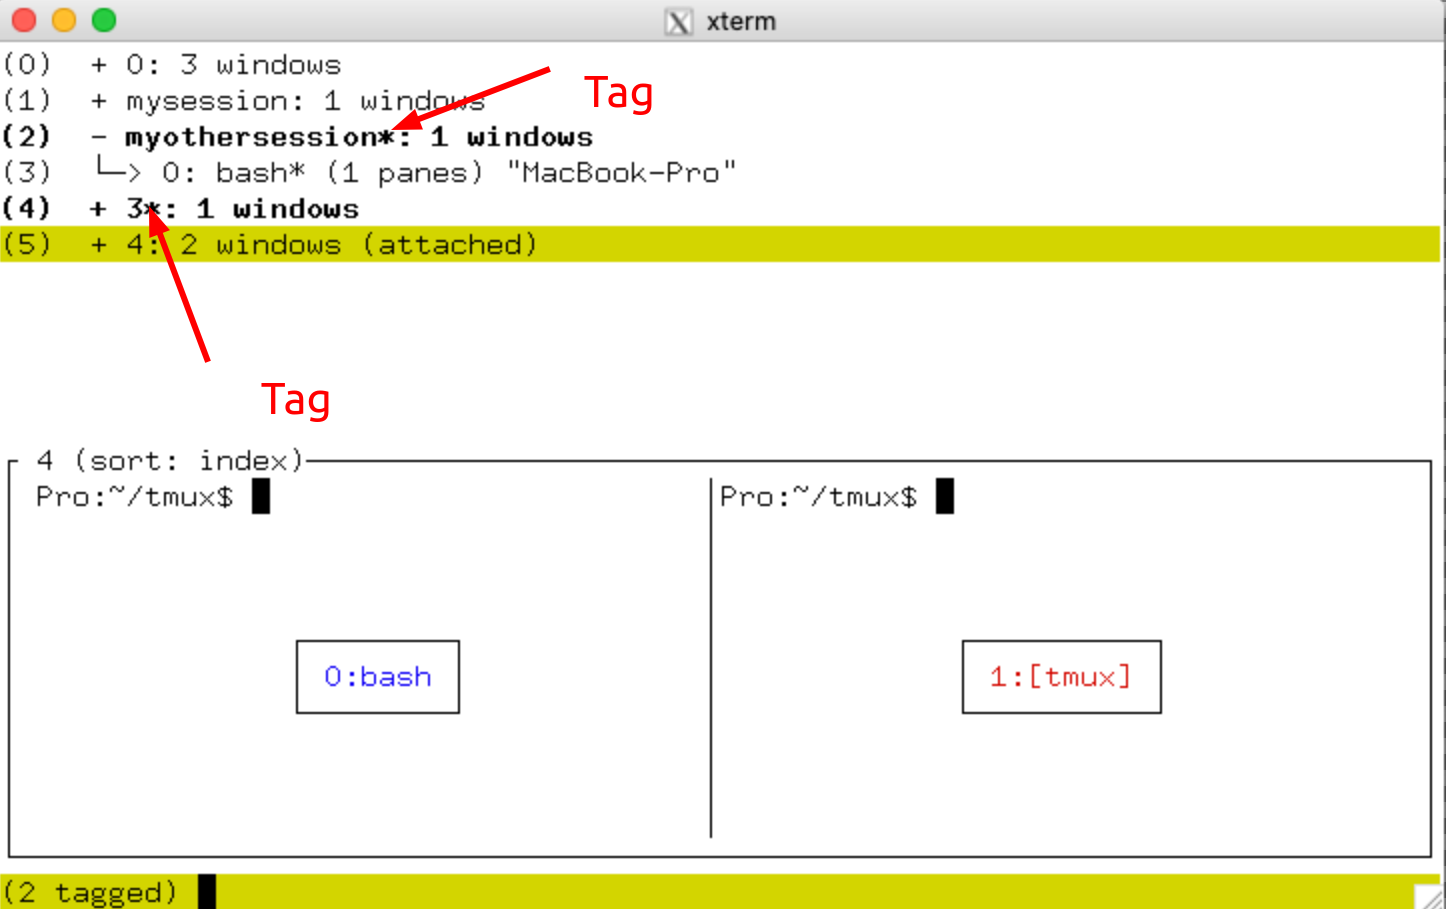 xterm
(0) + 0: 3 windows
(1) + mysession: 1 windows
Tag
(2) - myothersession*: 1 windows
(3) └─> 0: bash* (1 panes) "MacBook-Pro"
(4) + 3*: 1 windows
(5) + 4: 2 windows (attached)
Tag
4 (sort: index)
Pro:~/tmux$
Pro:~/tmux$
0:bash
1:[tmux]
(2 tagged)